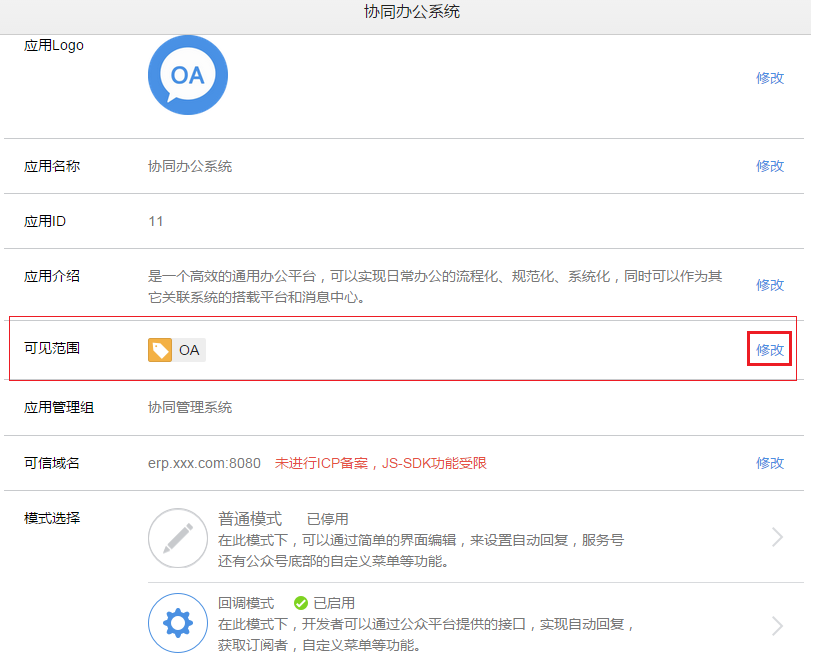 协同办公系统
应用Logo
OA
修改
应用名称 协同办公系统 修改
应用ID 11
应用介绍 是一个高效的通用办公平台，可以实现日常办公的流程化、规范化、系统化，同时可以作为其
它关联系统的搭载平台和消息中心。
修改
可见范围 OA 修改
应用管理组 协同管理系统
可信域名 erp.xxx.com:8080 未进行ICP备案，JS-SDK功能受限 修改
模式选择 普通模式 已停用
在此模式下，可以通过简单的界面编辑，来设置自动回复，服务号
还有公众号底部的自定义菜单等功能。
回调模式 已启用
在此模式下，开发者可以通过公众平台提供的接口，实现自动回复，
获取订阅者，自定义菜单等功能。